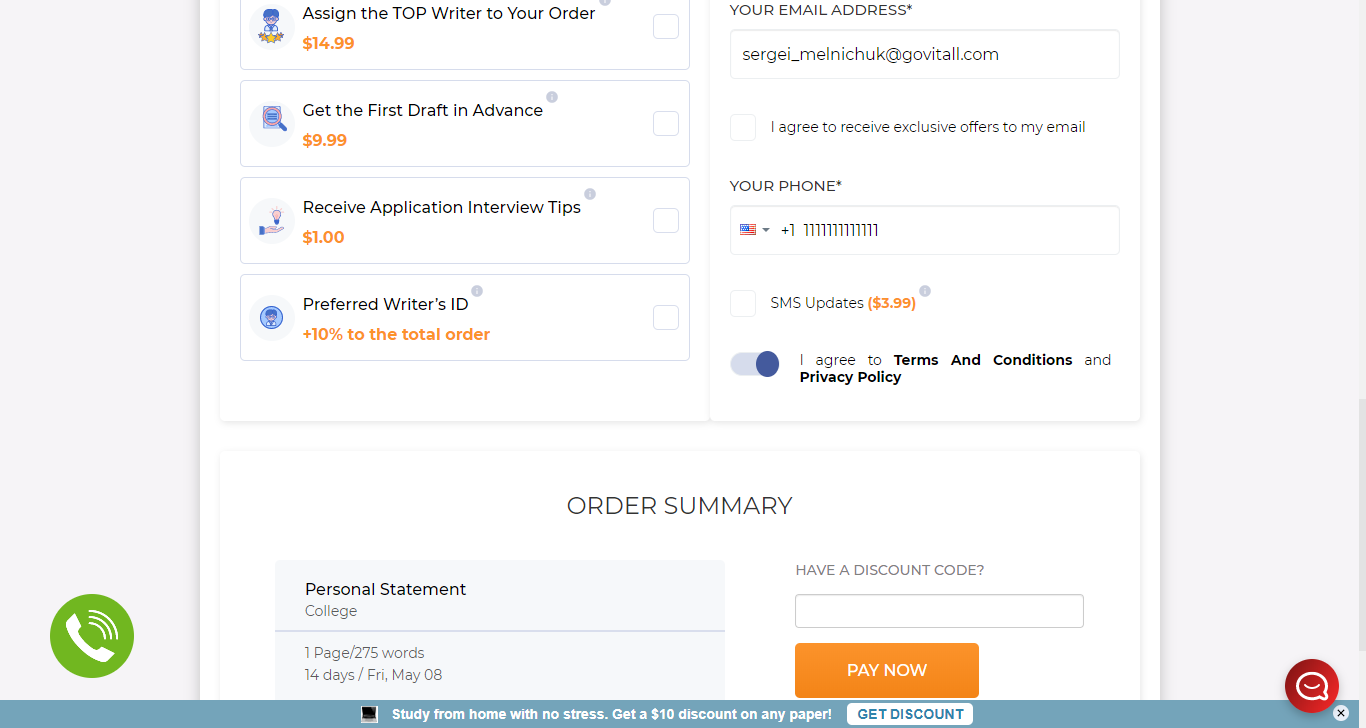 Assign the TOP Writer to Your Order
$14.99
Get the First Draft in Advance
$9.99
Receive Application Interview Tips
$1.00
Preferred Writer’s ID
+10% to the total order
YOUR EMAIL ADDRESS*
sergei_melnichuk@govitall.com
I agree to receive exclusive offers to my email
YOUR PHONE*
+1 1111111111111
SMS Updates ($3.99)
I agree to Terms And Conditions and
Privacy Policy
ORDER SUMMARY
Personal Statement
College
1 Page/275 words
14 days / Fri, May 08
HAVE A DISCOUNT CODE?
PAY NOW
Study from home with no stress. Get a $10 discount on any paper!
GET DISCOUNT